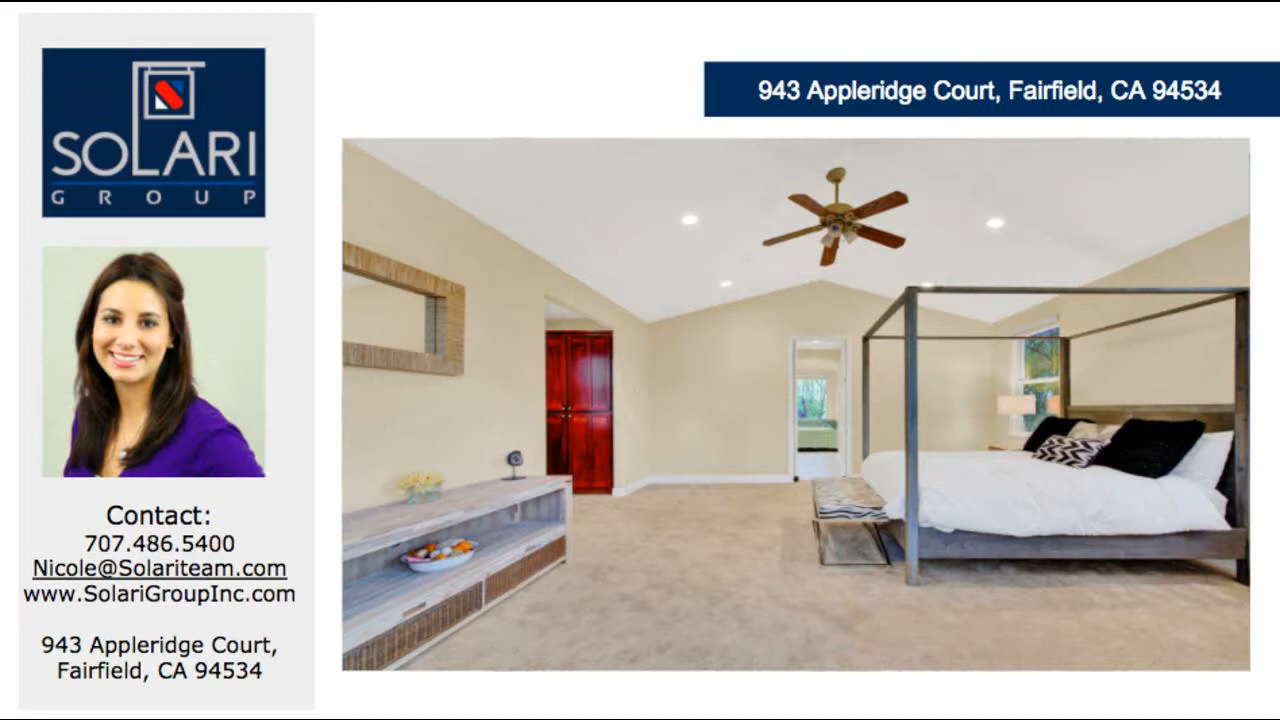 SOLARI
GROUP
Contact:
707.486.5400
Nicole@Solariteam.com
www.SolariGroupInc.com
943 Appleridge Court,
Fairfield, CA 94534
943 Appleridge Court, Fairfield, CA 94534